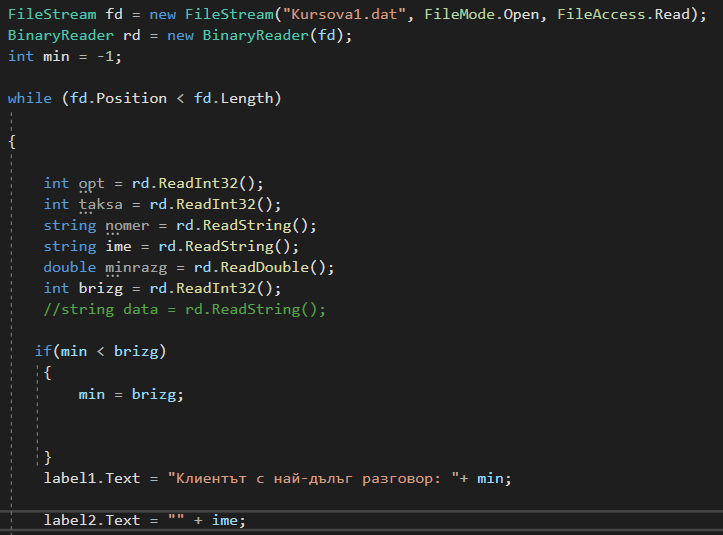 FileStream fd = new FileStream("Kursova1.dat", FileMode.Open, FileAccess.Read);
BinaryReader rd = new BinaryReader(fd);
int min = -1;
while (fd.Position < fd.Length)
{
int opt = rd.ReadInt32();
int taksa = rd.ReadInt32();
string nomer = rd.ReadString();
string ime = rd.ReadString();
double minrazg = rd.ReadDouble();
int brizg = rd.ReadInt32();
//string data = rd.ReadString();
if(min < brizg)
{
min = brizg;
}
label1.Text = "Клиентът с най-дълъг разговор: "+ min;
label2.Text = "" + ime;